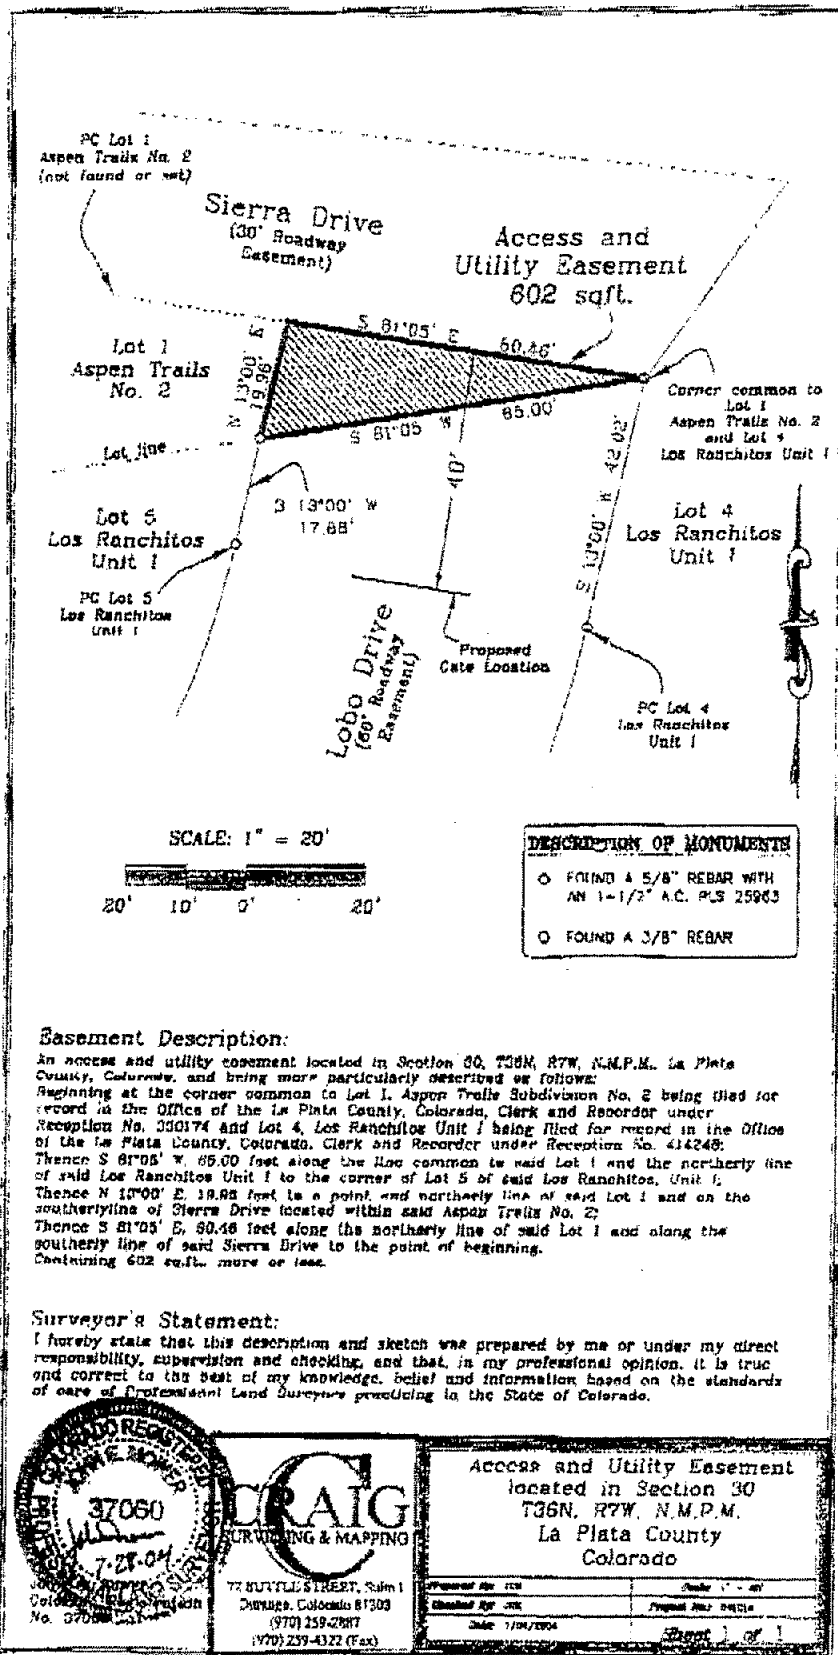 PC Lot 1
Aspen Trails No. 2
(not found or set)
Sierra Drive
(30' Roadway
Easement)
Access and
Utility Easement
602 sqft.
S 81°05' E 60.46'
N 13°00' E
19.96'
Lot 1
Aspen Trails
No. 2
S 81°05' W 65.00'
Corner common to
Lot 1
Aspen Trails No. 2
and Lot 4
Los Ranchitos Unit 1
Lot line
40'
S 13°00' W 42.02'
S 13°00' W
17.88'
Lot 5
Los Ranchitos
Unit 1
Lot 4
Los Ranchitos
Unit 1
PC Lot 5
Los Ranchitos
Unit 1
Lobo Drive
(60' Roadway
Easement)
Proposed
Gate Location
PC Lot 4
Los Ranchitos
Unit 1
SCALE: 1" = 20'
20' 10' 0' 20'
DESCRIPTION OF MONUMENTS
FOUND A 5/8" REBAR WITH
AN 1-1/2" A.C. PLS 25963
FOUND A 3/8" REBAR
Easement Description:
An access and utility easement located in Section 30, T36N, R7W, N.M.P.M., La Plata
County, Colorado, and being more particularly described as follows:
Beginning at the corner common to Lot 1, Aspen Trails Subdivision No. 2 being filed for
record in the Office of the La Plata County, Colorado, Clerk and Recorder under
Reception No. and Lot 4, Los Ranchitos Unit 1 being filed for record in the Office
of the La Plata County, Colorado, Clerk and Recorder under Reception No.
Thence S 81°05' W, 65.00 feet along the line common to said Lot 1 and the northerly line
of said Los Ranchitos Unit 1 to the corner of Lot 5 of said Los Ranchitos, Unit 1;
Thence N 13°00' E, 19.96 feet to a point and northerly line of said Lot 1 and on the
southerlyline of Sierra Drive located within said Aspen Trails No. 2;
Thence S 81°05' E, 60.46 feet along the northerly line of said Lot 1 and along the
southerly line of said Sierra Drive to the point of beginning.
Containing 602 sq.ft., more or less.
Surveyor's Statement:
I hereby state that this description and sketch was prepared by me or under my direct
responsibility, supervision and checking, and that, in my professional opinion, it is true
and correct to the best of my knowledge, belief and information based on the standards
of care of Professional Land Surveyors practicing in the State of Colorado.
COLORADO REGISTERED
JOHN E.
37060
7-28-04
No. 37060
CRAIG
SURVEYING & MAPPING
72 SUTTLE STREET, Suite 1
Durango, Colorado 81303
(970) 259-2887
(970) 259-4322 (Fax)
Access and Utility Easement
located in Section 30
T36N, R7W, N.M.P.M.
La Plata County
Colorado
Prepared By:
Checked By:
Date:
Sheet 1 of 1